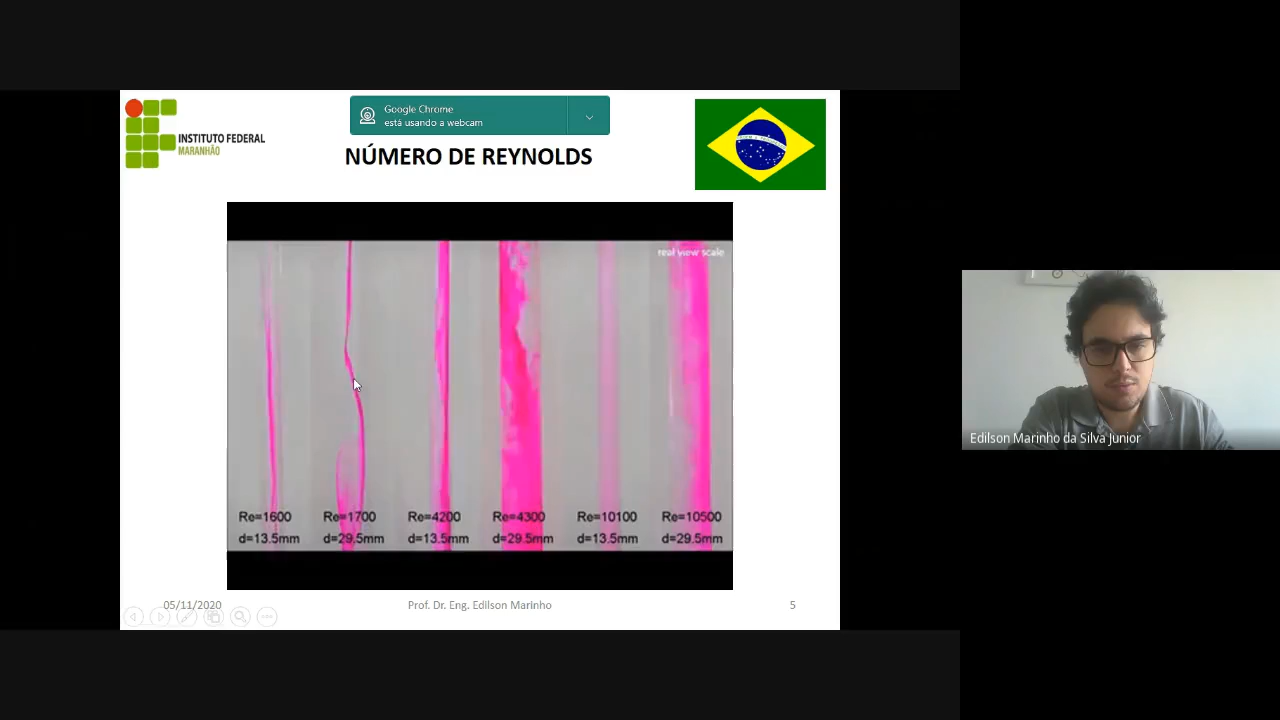 INSTITUTO FEDERAL
MARANHÃO
Google Chrome
está usando a webcam
NÚMERO DE REYNOLDS
real view scale
Re=1600
Re=1700
Re=4200
Re=4300
Re=10100
Re=10500
d=13.5mm
d=29.5mm
d=13.5mm
d=29.5mm
d=13.5mm
d=29.5mm
05/11/2020
Prof. Dr. Eng. Edilson Marinho
5
Edilson Marinho da Silva Junior